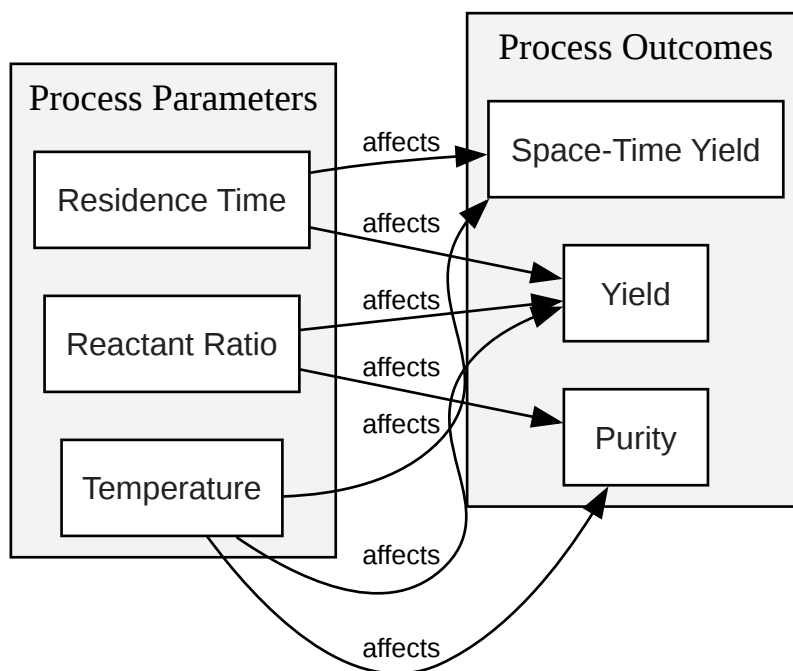 Process Parameters
Residence Time
Reactant Ratio
Temperature
affects
affects
affects
affects
affects
affects
affects
Process Outcomes
Space-Time Yield
Yield
Purity